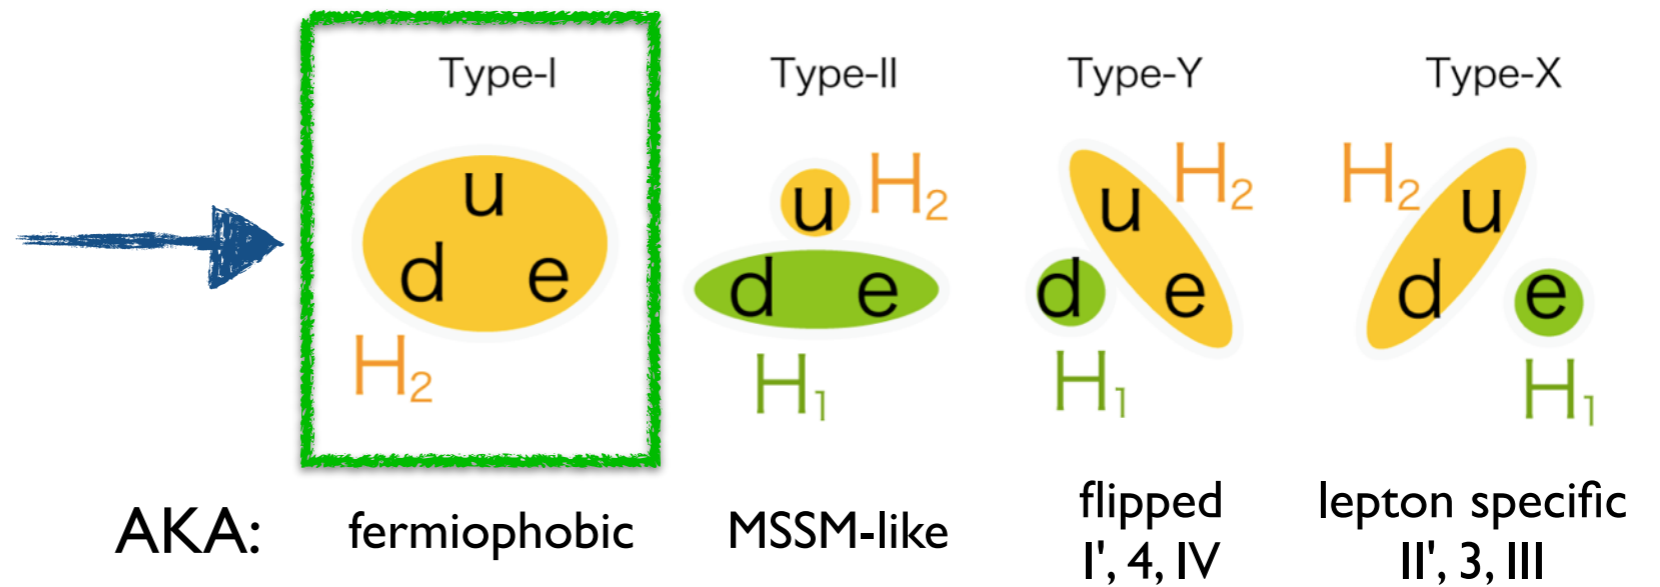 Type-I
Type-II
Type-Y
Type-X
u
d e
H₂
u H₂
d e
H₁
u H₂
d e
H₁
H₂ u
d e
H₁
AKA: fermiophobic MSSM-like
flipped
I', 4, IV
lepton specific
II', 3, III